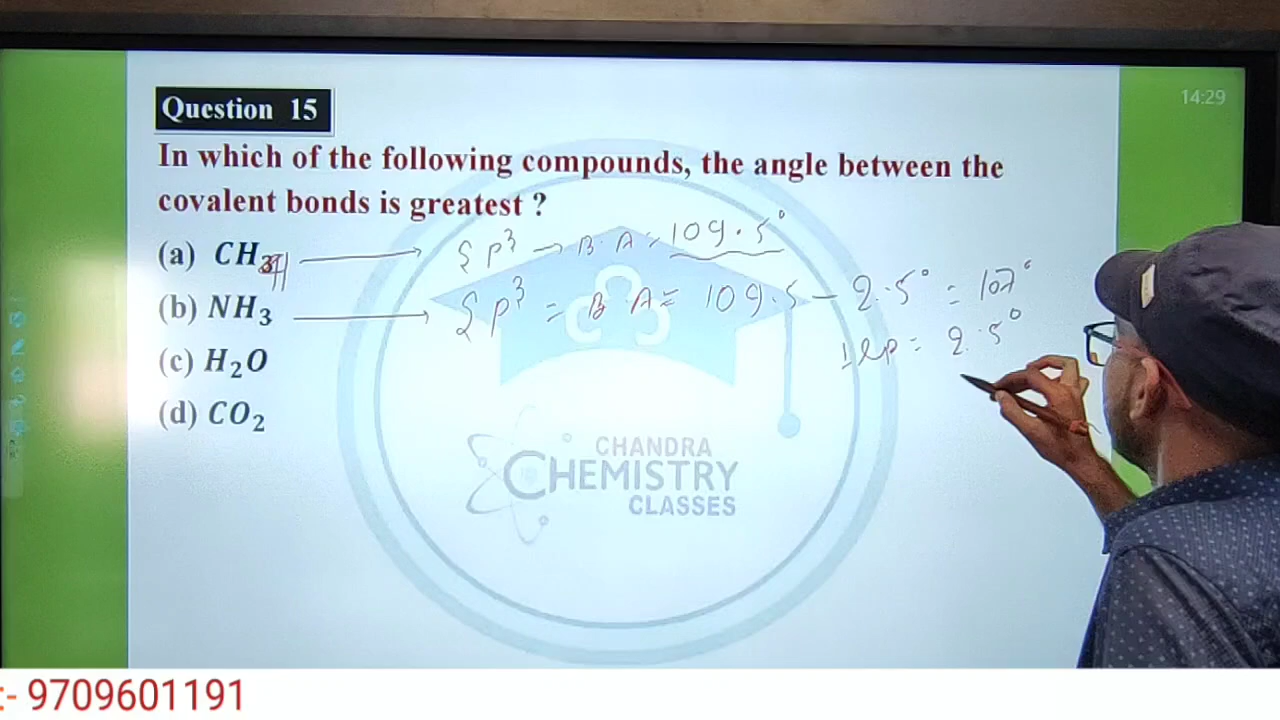 14:29
Question 15
In which of the following compounds, the angle between the
covalent bonds is greatest ?
(a) CH4 Sp³ → B.A = 109.5°
(b) NH₃ Sp³ = B.A = 109.5 - 2.5° = 107°
1lp = 2.5°
(c) H₂O
(d) CO₂
CHANDRA
CHEMISTRY
CLASSES
:- 9709601191